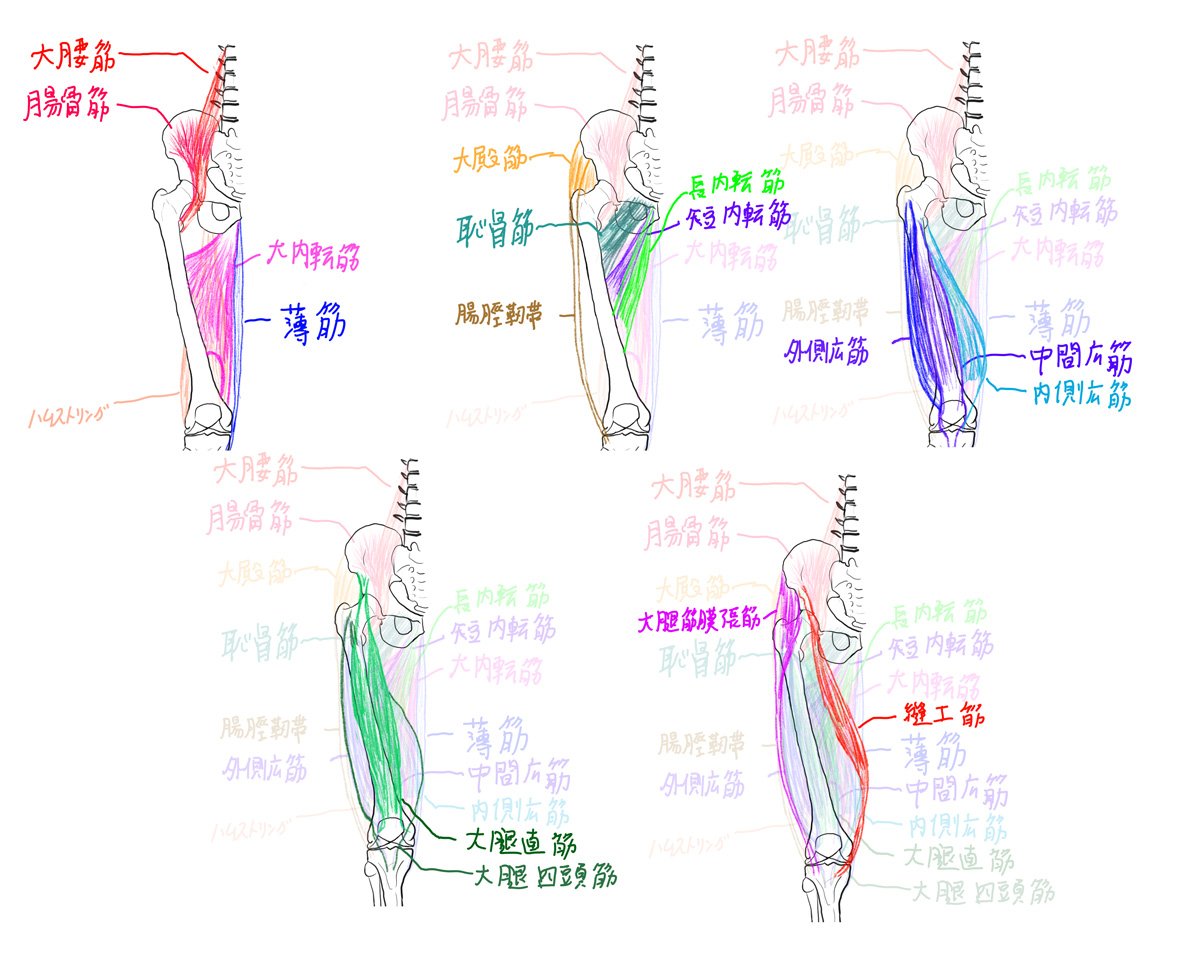 大腰筋
腸骨筋
大内転筋
薄筋
ハムストリング
大腰筋
腸骨筋
大殿筋
長内転筋
短内転筋
恥骨筋
大内転筋
腸脛靭帯
薄筋
ハムストリング
大腰筋
腸骨筋
大殿筋
長内転筋
短内転筋
恥骨筋
大内転筋
腸脛靭帯
薄筋
外側広筋
中間広筋
内側広筋
ハムストリング
大腰筋
腸骨筋
大殿筋
長内転筋
短内転筋
恥骨筋
大内転筋
腸脛靭帯
薄筋
外側広筋
中間広筋
内側広筋
ハムストリング
大腿直筋
大腿四頭筋
大腰筋
腸骨筋
大殿筋
大腿筋膜張筋
長内転筋
短内転筋
恥骨筋
大内転筋
縫工筋
腸脛靭帯
薄筋
外側広筋
中間広筋
内側広筋
ハムストリング
大腿直筋
大腿四頭筋